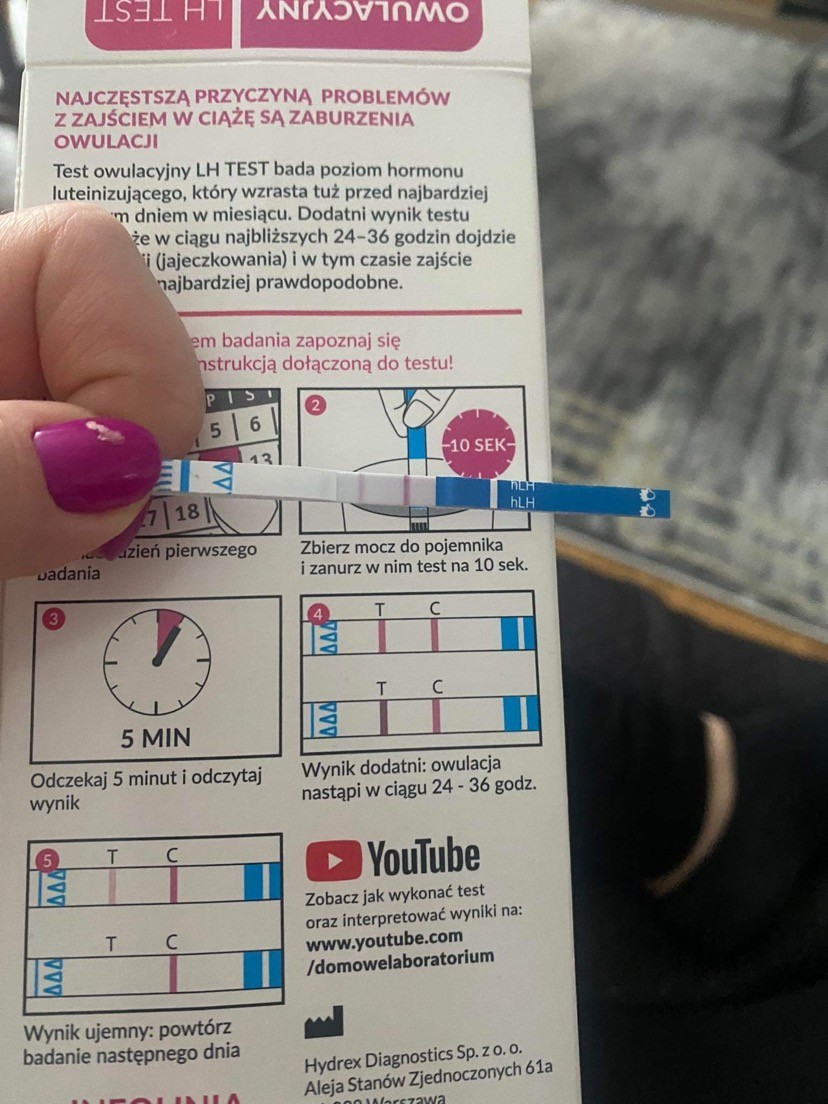 OWULACYJNY LH TEST
NAJCZĘSTSZĄ PRZYCZYNĄ PROBLEMÓW
Z ZAJŚCIEM W CIĄŻĘ SĄ ZABURZENIA
OWULACJI
Test owulacyjny LH TEST bada poziom hormonu
luteinizującego, który wzrasta tuż przed najbardziej
dniem w miesiącu. Dodatni wynik testu
że w ciągu najbliższych 24–36 godzin dojdzie
(jajeczkowania) i w tym czasie zajście
najbardziej prawdopodobne.
badania zapoznaj się
instrukcją dołączoną do testu!
P I S
5 6
13
17 18
2
10 SEK
hLH
hLH
dzień pierwszego
badania
Zbierz mocz do pojemnika
i zanurz w nim test na 10 sek.
3
5 MIN
Odczekaj 5 minut i odczytaj
wynik
4
T C
T C
Wynik dodatni: owulacja
nastąpi w ciągu 24 - 36 godz.
5
T C
T C
Wynik ujemny: powtórz
badanie następnego dnia
YouTube
Zobacz jak wykonać test
oraz interpretować wyniki na:
www.youtube.com
/domowelaboratorium
Hydrex Diagnostics Sp. z o. o.
Aleja Stanów Zjednoczonych 61a
Warszawa
INFOLINIA